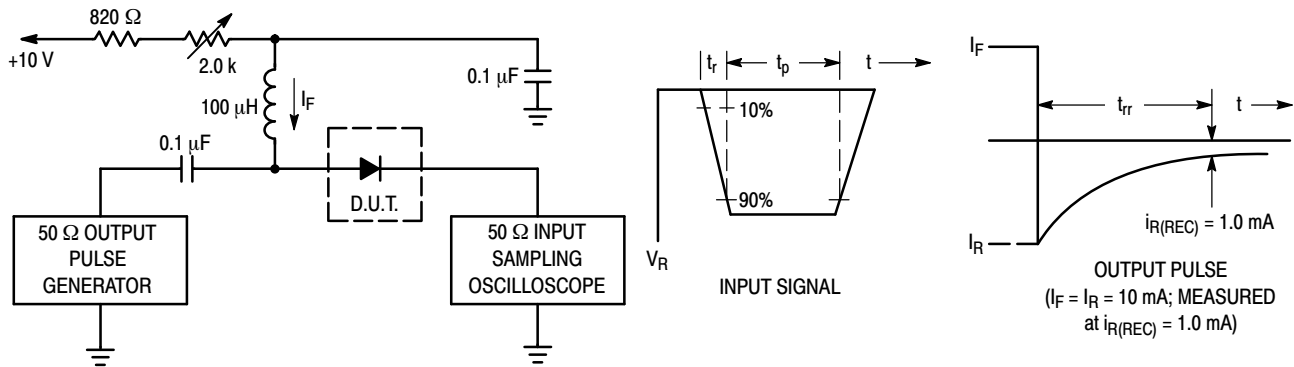 820 Ω
+10 V
2.0 k
100 μH
I_F
0.1 μF
0.1 μF
D.U.T.
50 Ω OUTPUT
PULSE
GENERATOR
50 Ω INPUT
SAMPLING
OSCILLOSCOPE
t_r
t_p
t
10%
90%
V_R
INPUT SIGNAL
I_F
t_rr
t
I_R
i_R(REC) = 1.0 mA
OUTPUT PULSE
(I_F = I_R = 10 mA; MEASURED
at i_R(REC) = 1.0 mA)